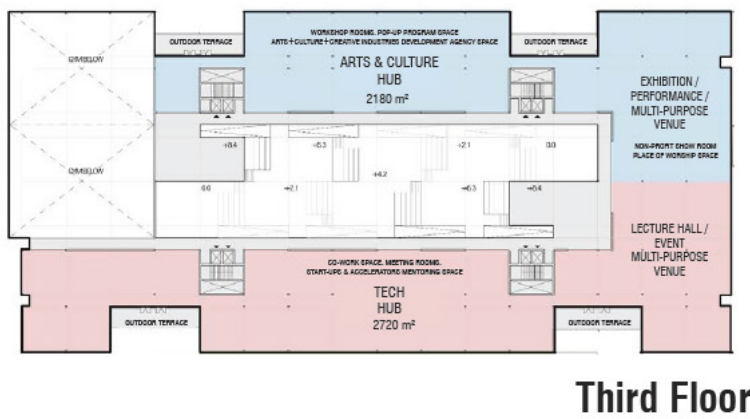 WORKSHOP ROOMS, POP-UP PROGRAM SPACE
ARTS+CULTURE+CREATIVE INDUSTRIES DEVELOPMENT AGENCY SPACE
OUTDOOR TERRACE
OUTDOOR TERRACE
ARTS & CULTURE
HUB
2180 m²
GYM BELOW
EXHIBITION /
PERFORMANCE /
MULTI-PURPOSE
VENUE
NON-PROFIT SHOW ROOM
PLACE OF WORSHIP SPACE
+8.4
+6.3
+2.1
0.0
+4.2
GYM BELOW
0.0
+2.1
+6.3
+8.4
LECTURE HALL /
EVENT
MULTI-PURPOSE
VENUE
CO-WORK SPACE, MEETING ROOMS,
START-UPS & ACCELERATORS MENTORING SPACE
TECH
HUB
2720 m²
OUTDOOR TERRACE
OUTDOOR TERRACE
Third Floor